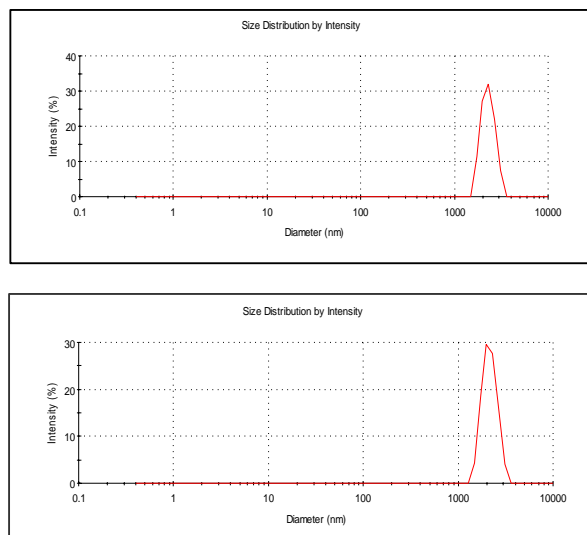 Size Distribution by Intensity
40
30
20
10
0
Intensity (%)
0.1 1 10 100 1000 10000
Diameter (nm)
Size Distribution by Intensity
30
20
10
0
Intensity (%)
0.1 1 10 100 1000 10000
Diameter (nm)